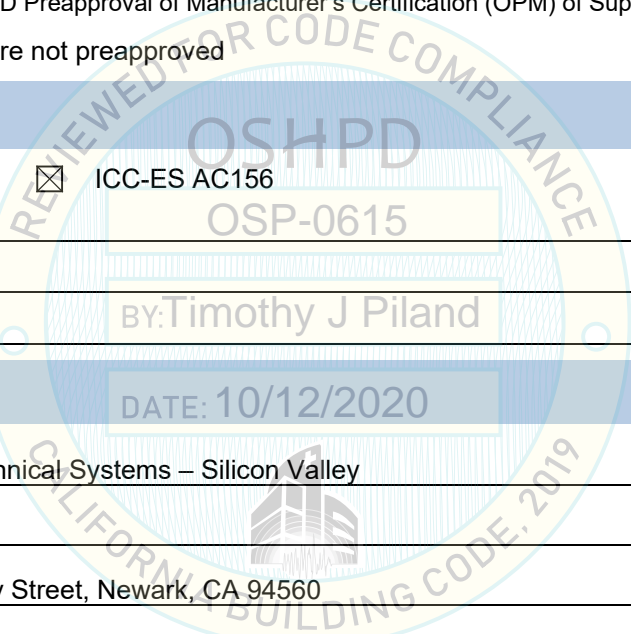 D Preapproval of Manufacturer's Certification (OPM) of Sup
re not preapproved
REVIEWED FOR CODE COMPLIANCE
OSHPD
ICC-ES AC156
OSP-0615
BY: Timothy J Piland
DATE: 10/12/2020
hnical Systems – Silicon Valley
y Street, Newark, CA 94560
CALIFORNIA BUILDING CODE, 2019